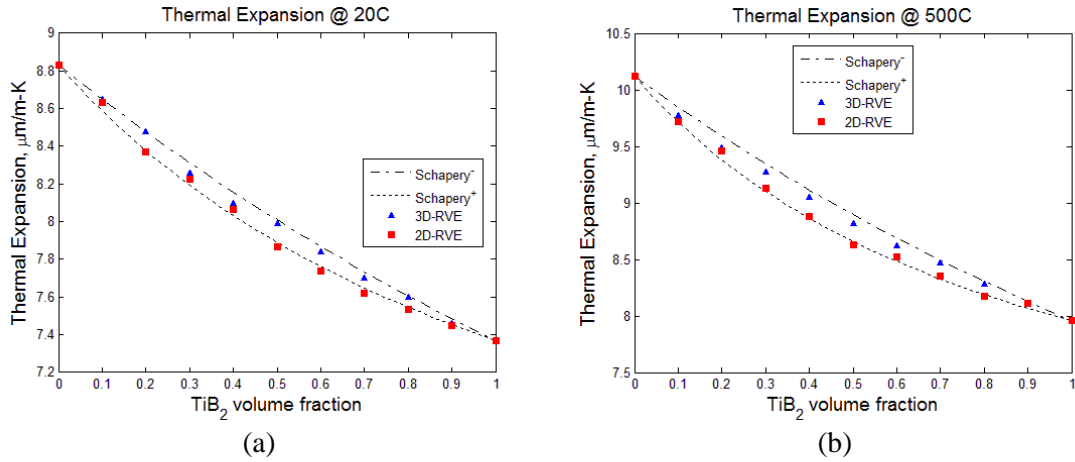 Thermal Expansion @ 20C
Thermal Expansion, μm/m-K
9
8.8
8.6
8.4
8.2
8
7.8
7.6
7.4
7.2
Schapery⁻
Schapery⁺
3D-RVE
2D-RVE
0 0.1 0.2 0.3 0.4 0.5 0.6 0.7 0.8 0.9 1
TiB₂ volume fraction
(a)
Thermal Expansion @ 500C
Thermal Expansion, μm/m-K
10.5
10
9.5
9
8.5
8
7.5
Schapery⁻
Schapery⁺
3D-RVE
2D-RVE
0 0.1 0.2 0.3 0.4 0.5 0.6 0.7 0.8 0.9 1
TiB₂ volume fraction
(b)